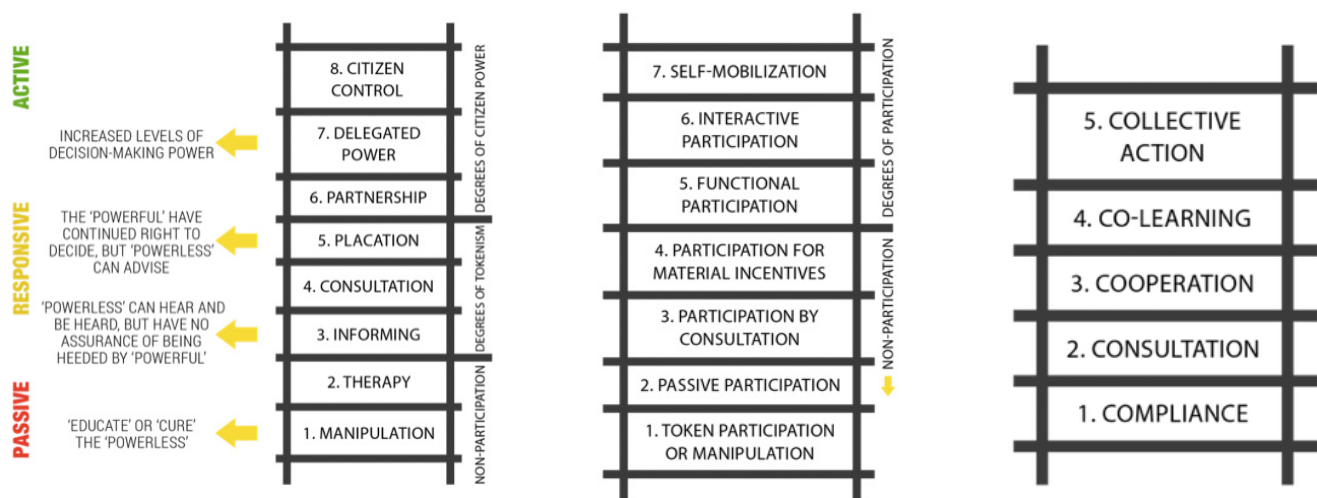 ACTIVE
RESPONSIVE
PASSIVE
INCREASED LEVELS OF
DECISION-MAKING POWER
THE ‘POWERFUL’ HAVE
CONTINUED RIGHT TO
DECIDE, BUT ‘POWERLESS’
CAN ADVISE
‘POWERLESS’ CAN HEAR AND
BE HEARD, BUT HAVE NO
ASSURANCE OF BEING
HEEDED BY ‘POWERFUL’
‘EDUCATE’ OR ‘CURE’
THE ‘POWERLESS’
8. CITIZEN
CONTROL
7. DELEGATED
POWER
6. PARTNERSHIP
5. PLACATION
4. CONSULTATION
3. INFORMING
2. THERAPY
1. MANIPULATION
DEGREES OF CITIZEN POWER
DEGREES OF TOKENISM
NON-PARTICIPATION
7. SELF-MOBILIZATION
6. INTERACTIVE
PARTICIPATION
5. FUNCTIONAL
PARTICIPATION
4. PARTICIPATION FOR
MATERIAL INCENTIVES
3. PARTICIPATION BY
CONSULTATION
2. PASSIVE PARTICIPATION
1. TOKEN PARTICIPATION
OR MANIPULATION
DEGREES OF PARTICIPATION
NON-PARTICIPATION
5. COLLECTIVE
ACTION
4. CO-LEARNING
3. COOPERATION
2. CONSULTATION
1. COMPLIANCE